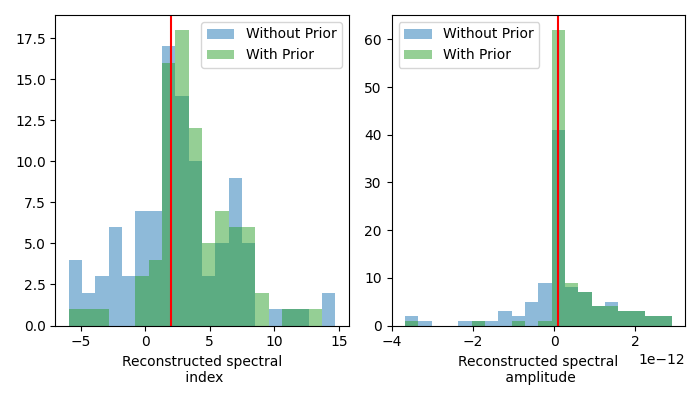 Without Prior
With Prior
17.5
15.0
12.5
10.0
7.5
5.0
2.5
0.0
−5
0
5
10
15
Reconstructed spectral
index
Without Prior
With Prior
60
50
40
30
20
10
0
−4
−2
0
2
1e−12
Reconstructed spectral
amplitude